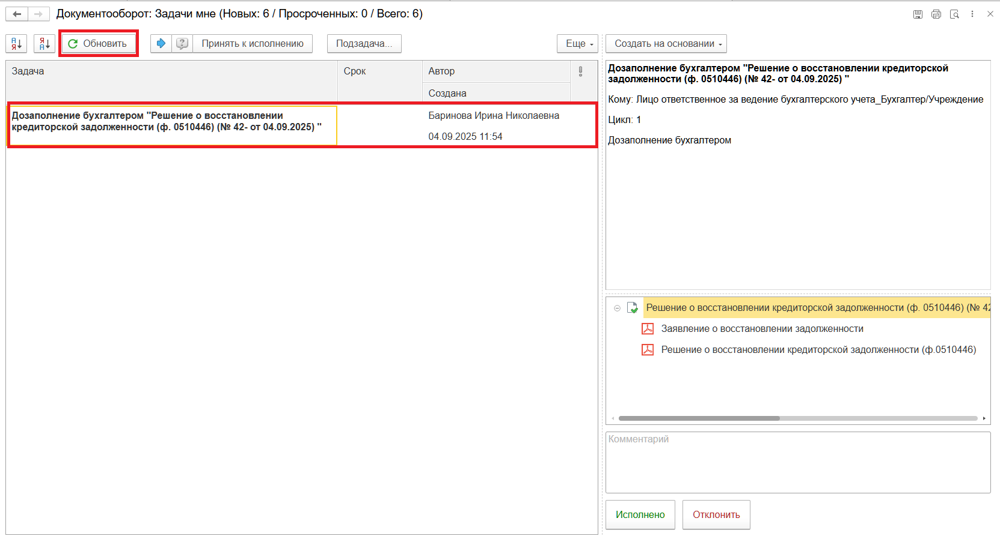 Документооборот: Задачи мне (Новых: 6 / Просроченных: 0 / Всего: 6)
А
Я
Я
А
Обновить
?
Принять к исполнению
Подзадача...
Еще
Создать на основании
Задача
Срок
Автор
Создана
Дозаполнение бухгалтером "Решение о восстановлении
кредиторской задолженности (ф. 0510446) (№ 42- от 04.09.2025) "
Баринова Ирина Николаевна
04.09.2025 11:54
Дозаполнение бухгалтером "Решение о восстановлении кредиторской
задолженности (ф. 0510446) (№ 42- от 04.09.2025) "
Кому: Лицо ответственное за ведение бухгалтерского учета_Бухгалтер/Учреждение
Цикл: 1
Дозаполнение бухгалтером
Решение о восстановлении кредиторской задолженности (ф. 0510446) (№ 42
Заявление о восстановлении задолженности
Решение о восстановлении кредиторской задолженности (ф.0510446)
Комментарий
Исполнено
Отклонить